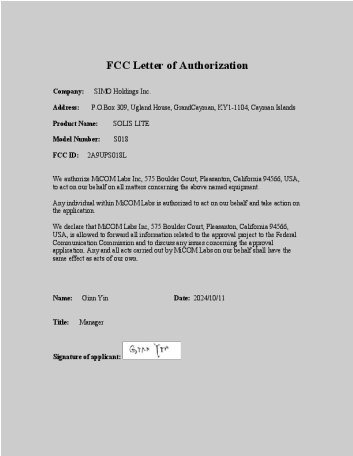 FCC Letter of Authorization
Company: SIMO Holdings Inc.
Address: P.O.Box 309, Ugland House, GrandCayman, KY1-1104, Cayman Islands
Product Name: SOLIS LITE
Model Number: S018
FCC ID: 2A9UPS018L
We authorize MiCOM Labs Inc, 575 Boulder Court, Pleasanton, California 94566, USA,
to act on our behalf on all matters concerning the above named equipment.
Any individual within MiCOM Labs is authorized to act on our behalf and take action on
the application.
We declare that MiCOM Labs Inc, 575 Boulder Court, Pleasanton, California 94566,
USA, is allowed to forward all information related to the approval project to the Federal
Communication Commission and to discuss any issues concerning the approval
application. Any and all acts carried out by MiCOM Labs on our behalf shall have the
same effect as acts of our own.
Name: Gian Yin Date: 2024/10/11
Title: Manager
Signature of applicant: